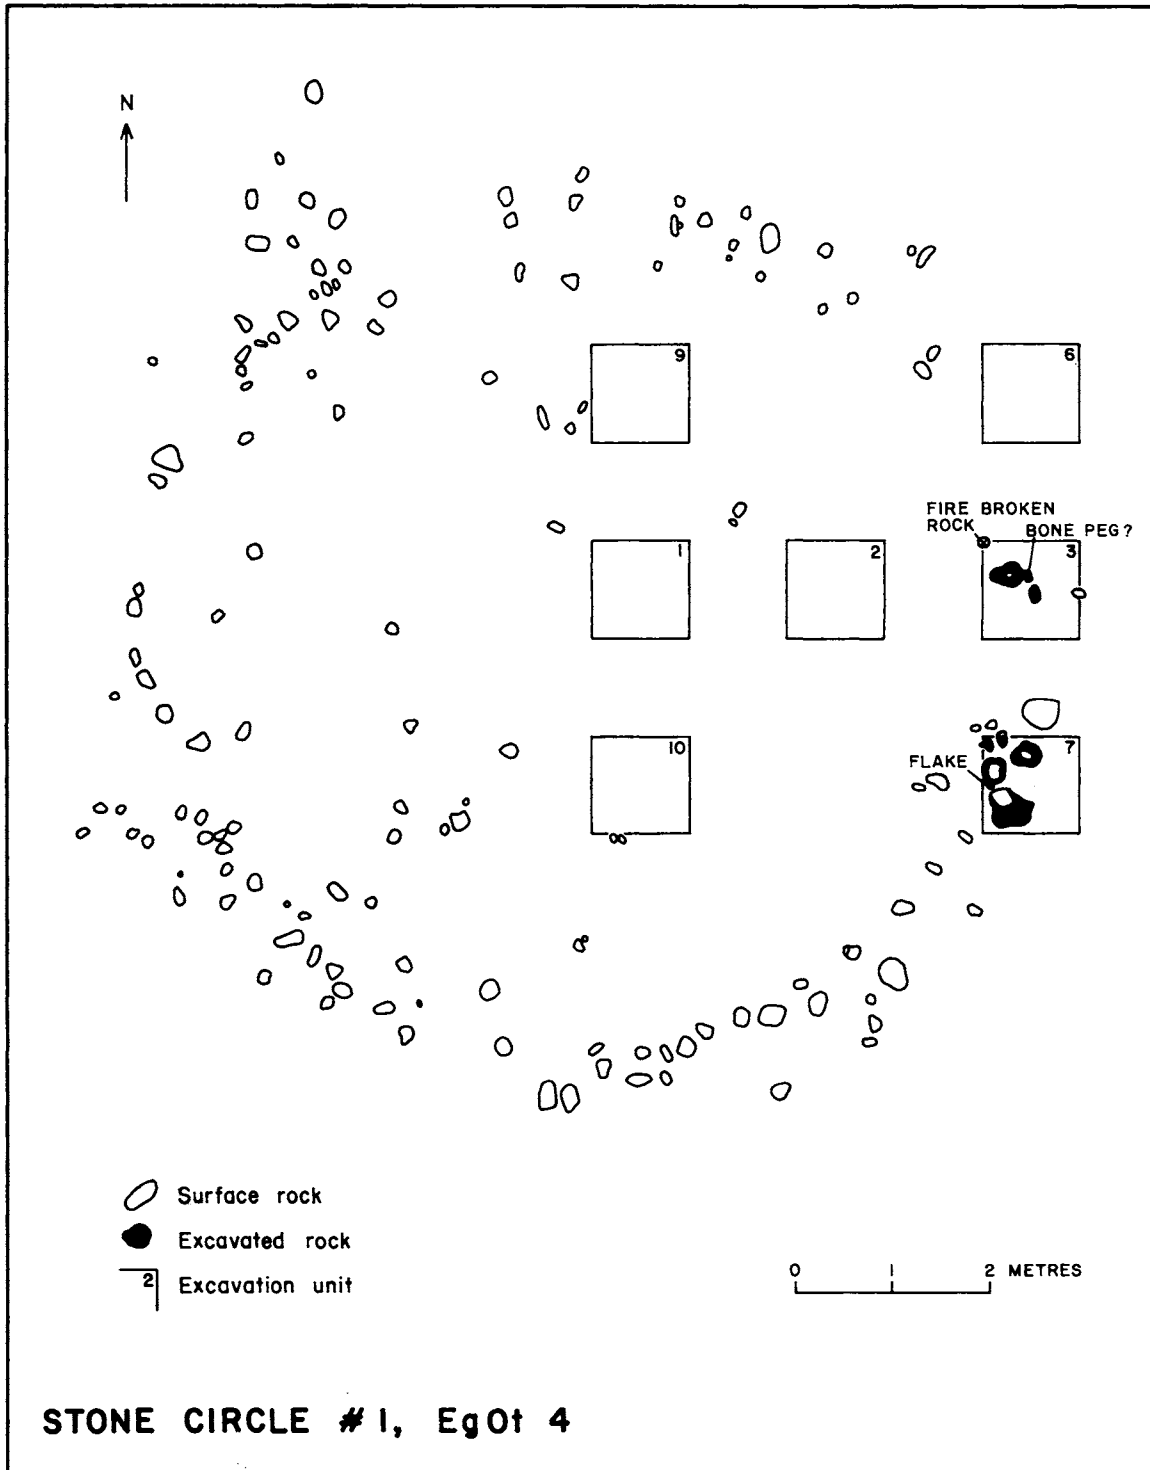 N
9
6
FIRE BROKEN
ROCK
BONE PEG?
1
2
3
10
7
FLAKE
Surface rock
Excavated rock
2 Excavation unit
0 1 2 METRES
STONE CIRCLE #1, EgOt 4